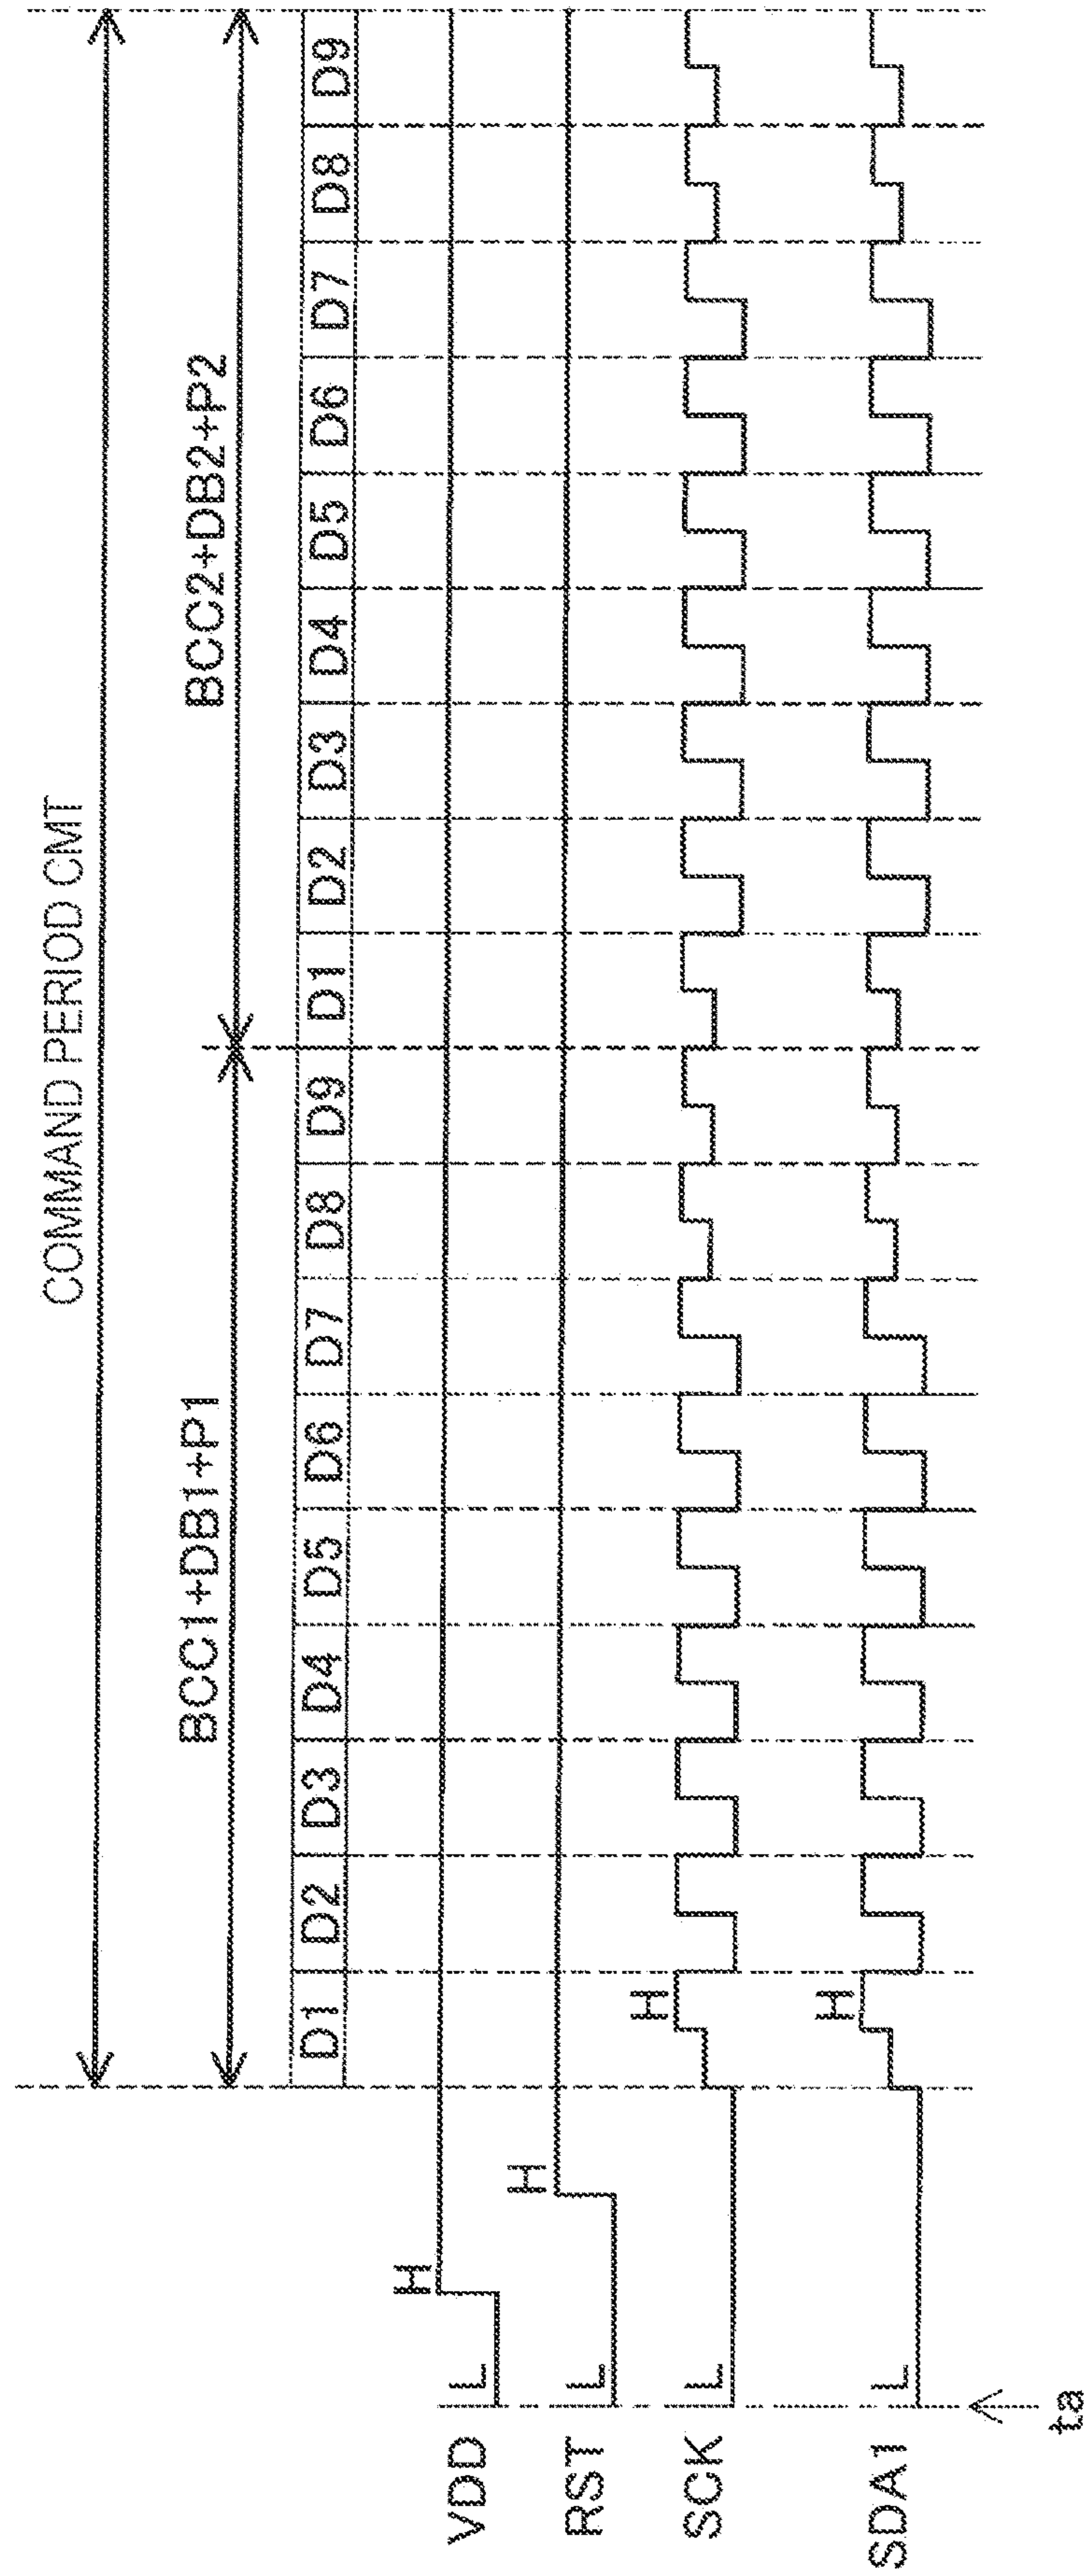 COMMAND PERIOD CMT
BCC1+DB1+P1 BCC2+DB2+P2
D1 D2 D3 D4 D5 D6 D7 D8 D9 D1 D2 D3 D4 D5 D6 D7 D8 D9
VDD L H
RST L H
SCK L H
SDA1 L H
ta